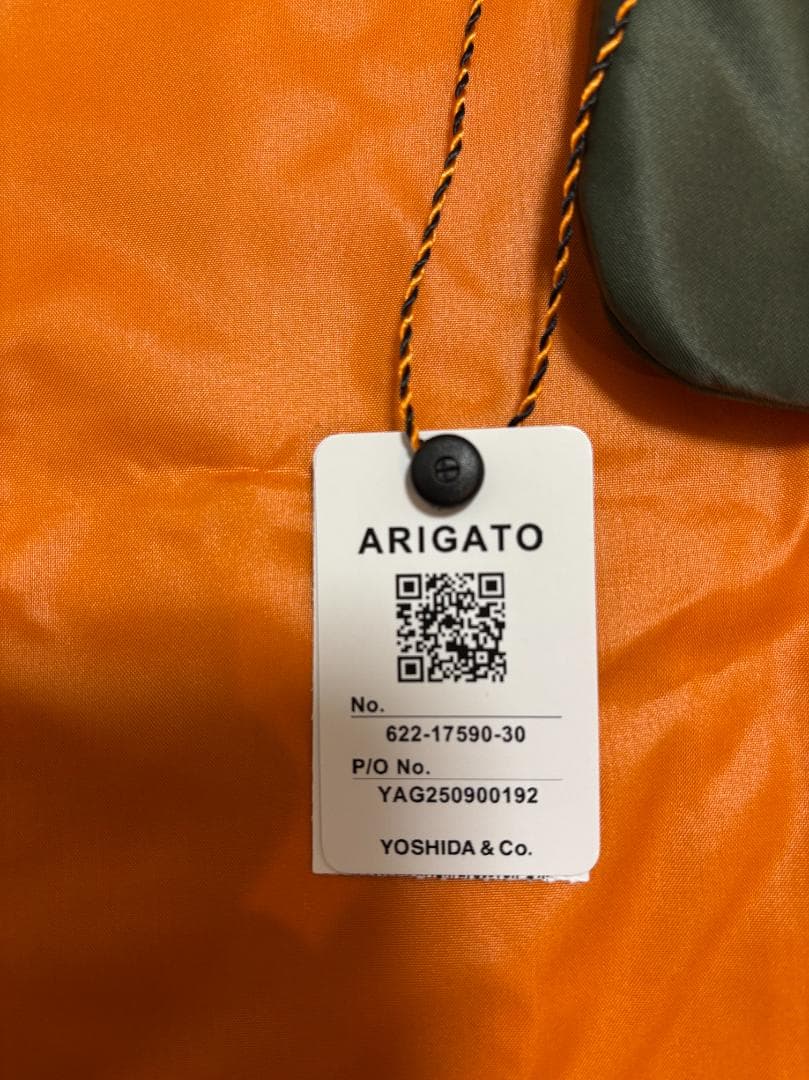 ARIGATO
No.
622-17590-30
P/O No.
YAG250900192
YOSHIDA & Co.